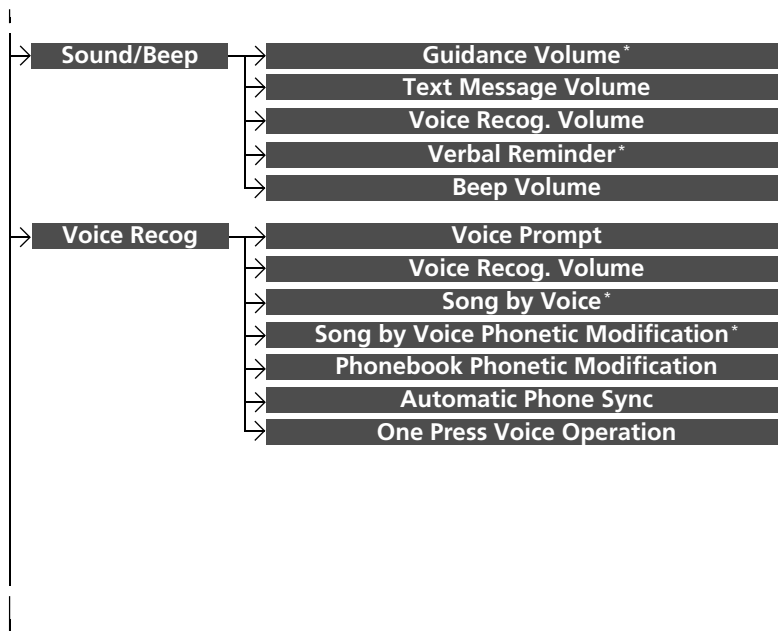 Sound/Beep
Guidance Volume*
Text Message Volume
Voice Recog. Volume
Verbal Reminder*
Beep Volume
Voice Recog
Voice Prompt
Voice Recog. Volume
Song by Voice*
Song by Voice Phonetic Modification*
Phonebook Phonetic Modification
Automatic Phone Sync
One Press Voice Operation